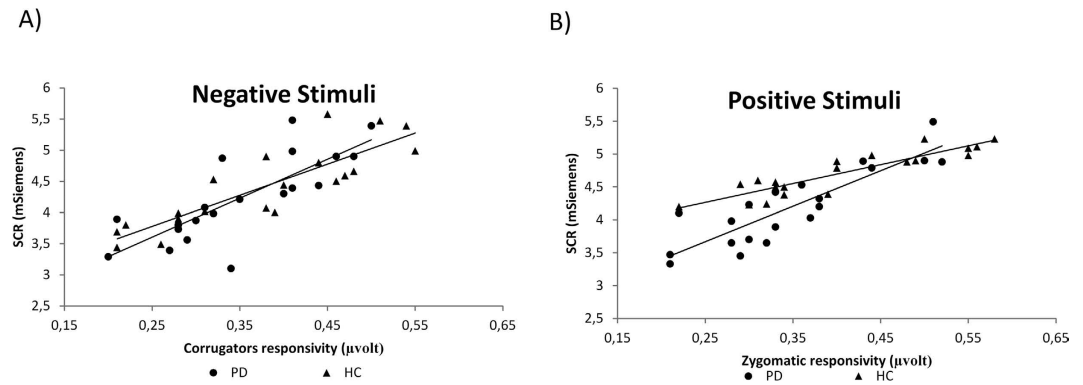 A)
Negative Stimuli
SCR (mSiemens)
6
5,5
5
4,5
4
3,5
3
2,5
0,15 0,25 0,35 0,45 0,55 0,65
Corrugators responsivity (μvolt)
PD HC
B)
Positive Stimuli
SCR (mSiemens)
6
5,5
5
4,5
4
3,5
3
2,5
0,15 0,25 0,35 0,45 0,55 0,65
Zygomatic responsivity (μvolt)
PD HC